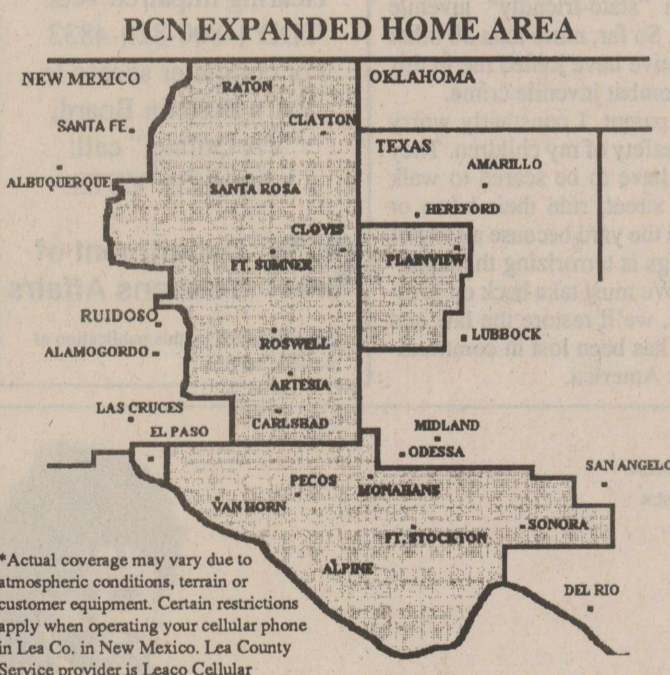 PCN EXPANDED HOME AREA
NEW MEXICO
RATON
OKLAHOMA
CLAYTON
SANTA FE
TEXAS
AMARILLO
ALBUQUERQUE
SANTA ROSA
HEREFORD
CLOVIS
PLAINVIEW
FT. SUMNER
RUIDOSO
LUBBOCK
ROSWELL
ALAMOGORDO
ARTESIA
LAS CRUCES
CARLSBAD
MIDLAND
EL PASO
ODESSA
SAN ANGELO
PECOS
MONAHANS
VAN HORN
SONORA
FT. STOCKTON
ALPINE
DEL RIO
*Actual coverage may vary due to
atmospheric conditions, terrain or
customer equipment. Certain restrictions
apply when operating your cellular phone
in Lea Co. in New Mexico. Lea County
Service provider is Leaco Cellular